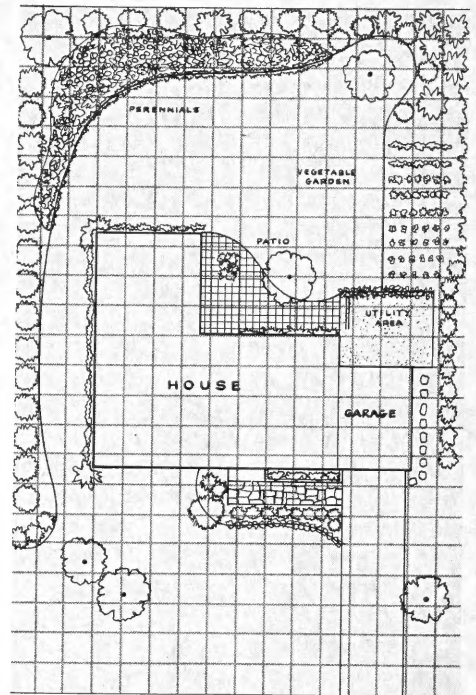 PERENNIALS
VEGETABLE
GARDEN
PATIO
UTILITY
AREA
HOUSE
GARAGE